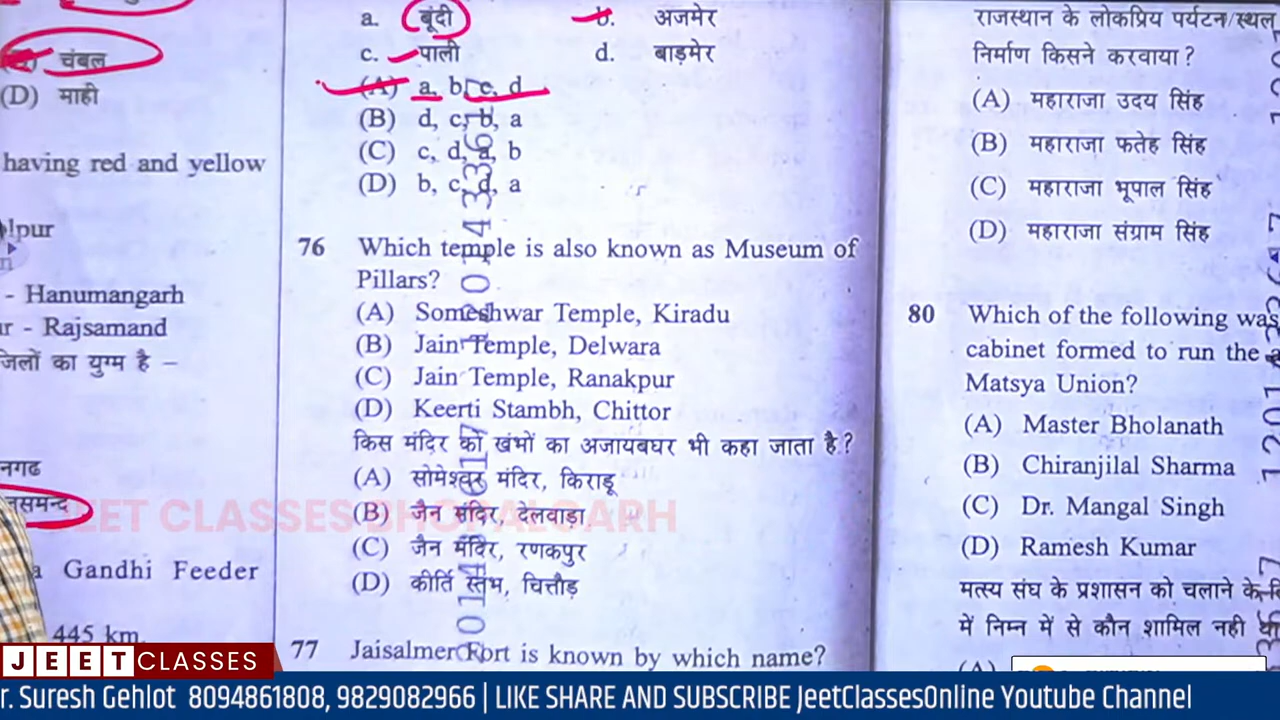 चंबल
(D) माही
having red and yellow
- Hanumangarh
- Rajsamand
जिलों का युग्म है –
Gandhi Feeder
445 km.
a. बूंदी b. अजमेर
c. पाली d. बाड़मेर
(A) a, b, c, d
(B) d, c, b, a
(C) c, d, a, b
(D) b, c, d, a
76 Which temple is also known as Museum of
Pillars?
(A) Someshwar Temple, Kiradu
(B) Jain Temple, Delwara
(C) Jain Temple, Ranakpur
(D) Keerti Stambh, Chittor
किस मंदिर को खंभों का अजायबघर भी कहा जाता है ?
(A) सोमेश्वर मंदिर, किराडू
(B) जैन मंदिर, देलवाडा
(C) जैन मंदिर, रणकपुर
(D) कीर्ति स्तंभ, चित्तौड़
77 Jaisalmer Fort is known by which name?
राजस्थान के लोकप्रिय पर्यटन स्थल
निर्माण किसने करवाया ?
(A) महाराजा उदय सिंह
(B) महाराजा फतेह सिंह
(C) महाराजा भूपाल सिंह
(D) महाराजा संग्राम सिंह
80 Which of the following was
cabinet formed to run the
Matsya Union?
(A) Master Bholanath
(B) Chiranjilal Sharma
(C) Dr. Mangal Singh
(D) Ramesh Kumar
मत्स्य संघ के प्रशासन को चलाने के
में निम्न में से कौन शामिल नही
JEET CLASSES BHOPALGARH
JEET CLASSES
r. Suresh Gehlot 8094861808, 9829082966 | LIKE SHARE AND SUBSCRIBE JeetClassesOnline Youtube Channel